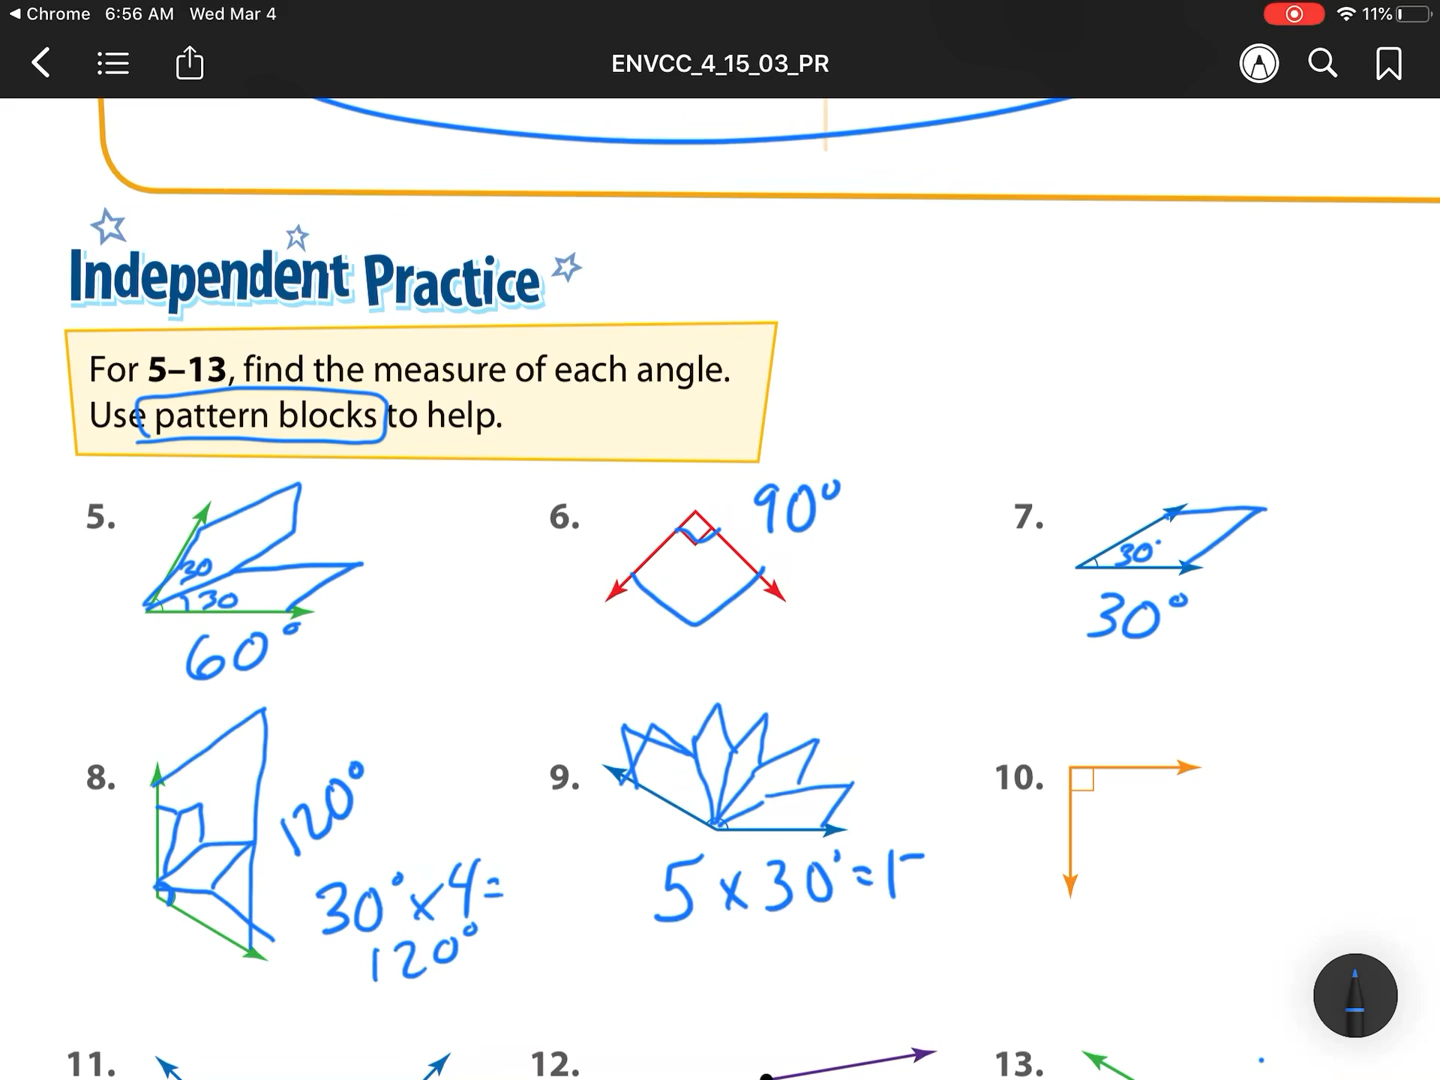 Chrome 6:56 AM Wed Mar 4 11%
ENVCC_4_15_03_PR
Independent Practice
For 5–13, find the measure of each angle.
Use pattern blocks to help.
5. 30 30 60°
6. 90°
7. 30° 30°
8. 120° 30° x 4 = 120°
9. 5 x 30° = 1
10.
11. 12. 13.